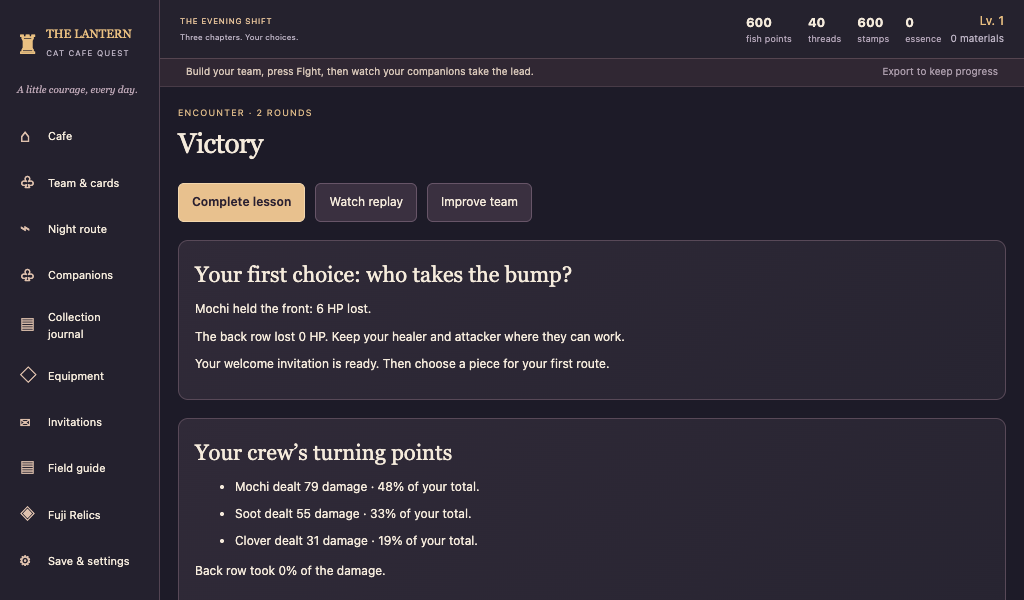 THE LANTERN
CAT CAFE QUEST
A little courage, every day.
Cafe
Team & cards
Night route
Companions
Collection
journal
Equipment
Invitations
Field guide
Fuji Relics
Save & settings
THE EVENING SHIFT
Three chapters. Your choices.
600
fish points
40
threads
600
stamps
0
essence
Lv. 1
0 materials
Build your team, press Fight, then watch your companions take the lead.
Export to keep progress
ENCOUNTER · 2 ROUNDS
Victory
Complete lesson
Watch replay
Improve team
Your first choice: who takes the bump?
Mochi held the front: 6 HP lost.
The back row lost 0 HP. Keep your healer and attacker where they can work.
Your welcome invitation is ready. Then choose a piece for your first route.
Your crew’s turning points
• Mochi dealt 79 damage · 48% of your total.
• Soot dealt 55 damage · 33% of your total.
• Clover dealt 31 damage · 19% of your total.
Back row took 0% of the damage.